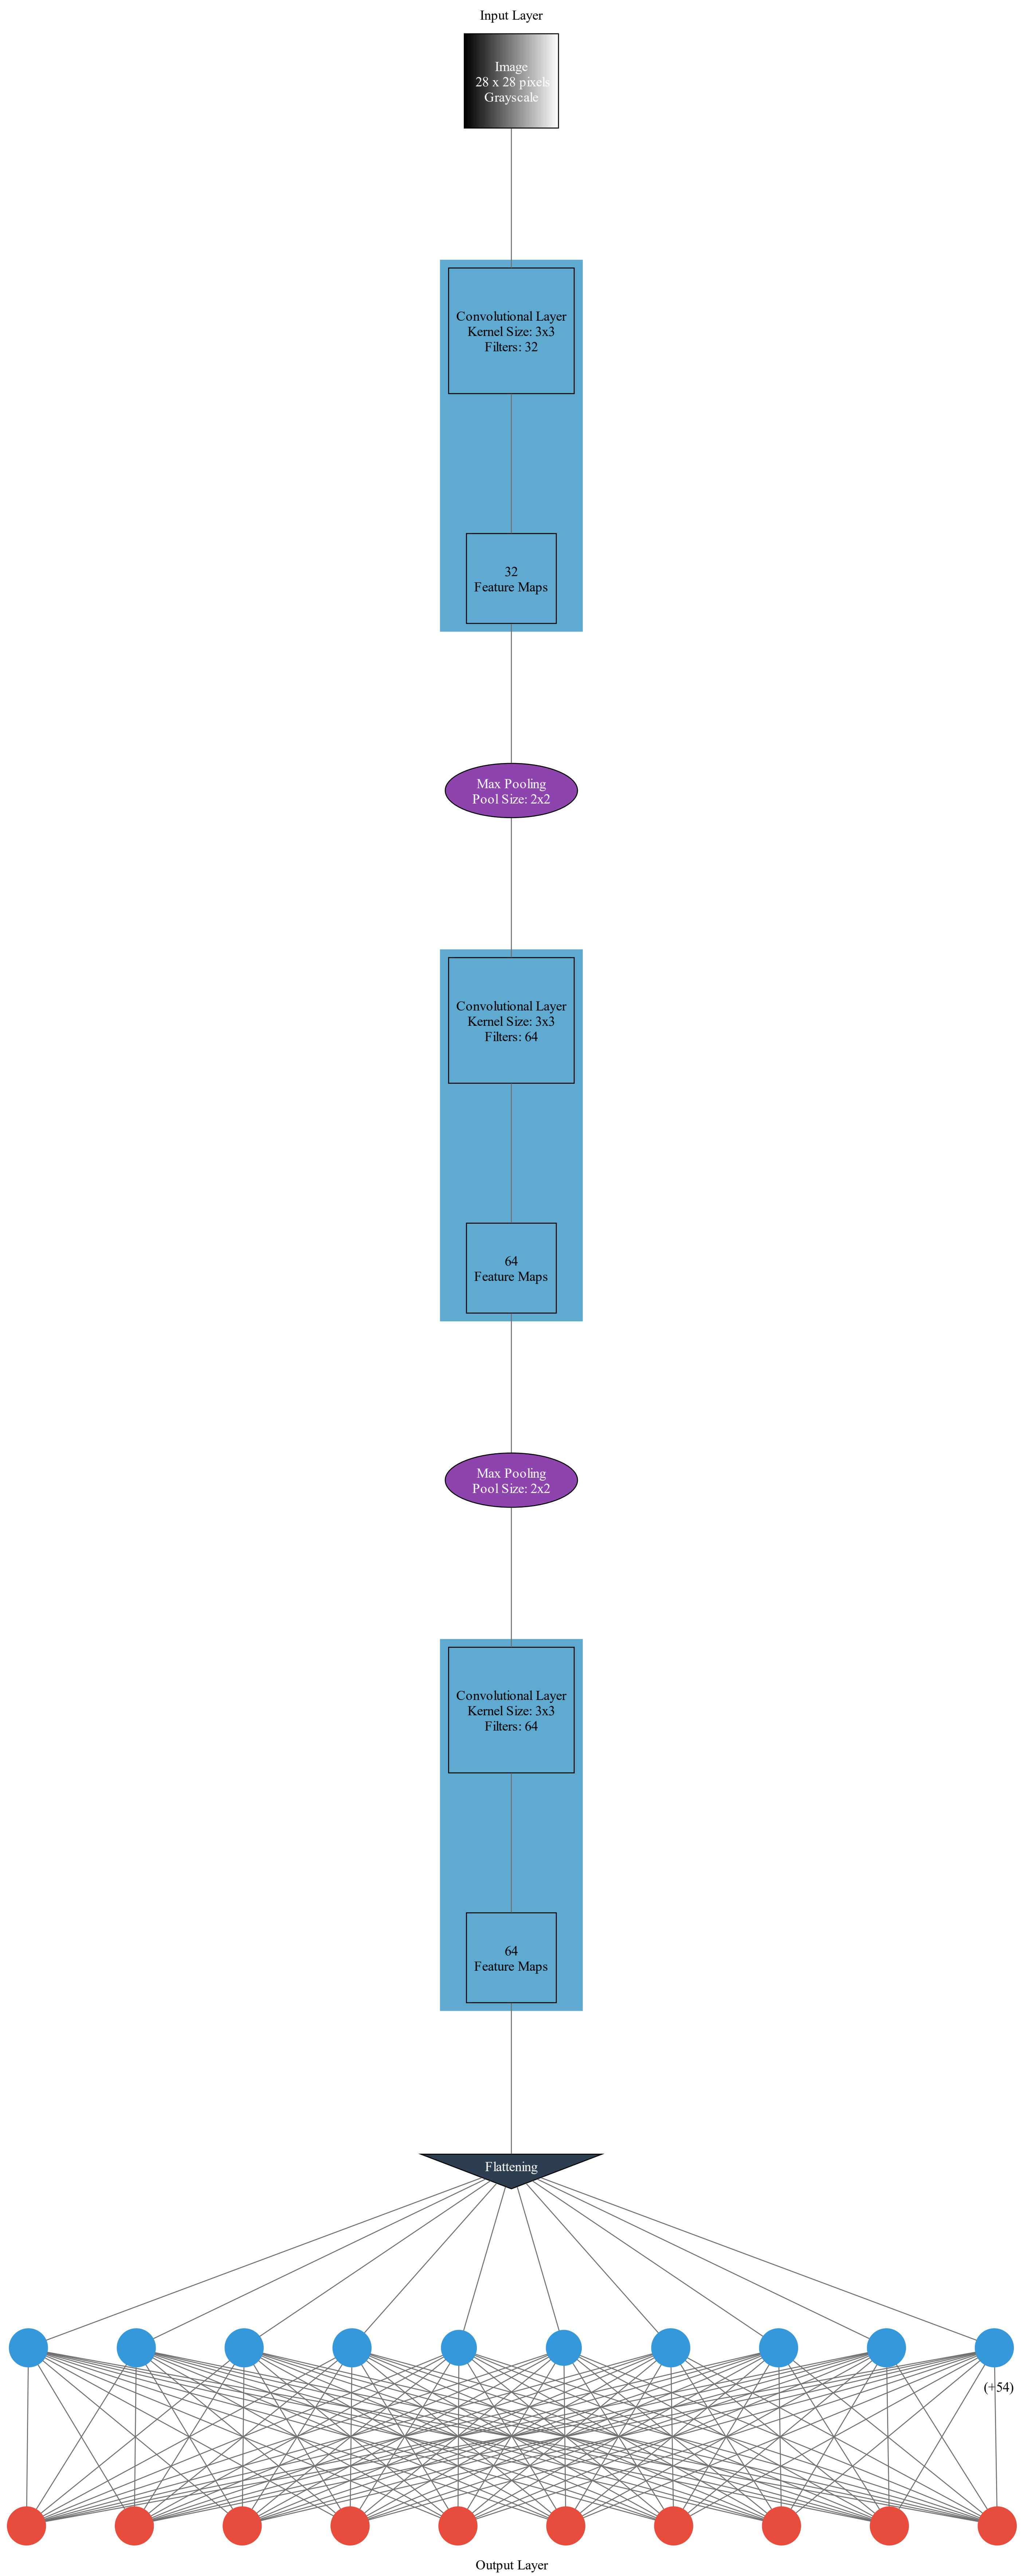 Input Layer
Image
28 x 28 pixels
Grayscale
Convolutional Layer
Kernel Size: 3x3
Filters: 32
32
Feature Maps
Max Pooling
Pool Size: 2x2
Convolutional Layer
Kernel Size: 3x3
Filters: 64
64
Feature Maps
Max Pooling
Pool Size: 2x2
Convolutional Layer
Kernel Size: 3x3
Filters: 64
64
Feature Maps
Flattening
(+54)
Output Layer